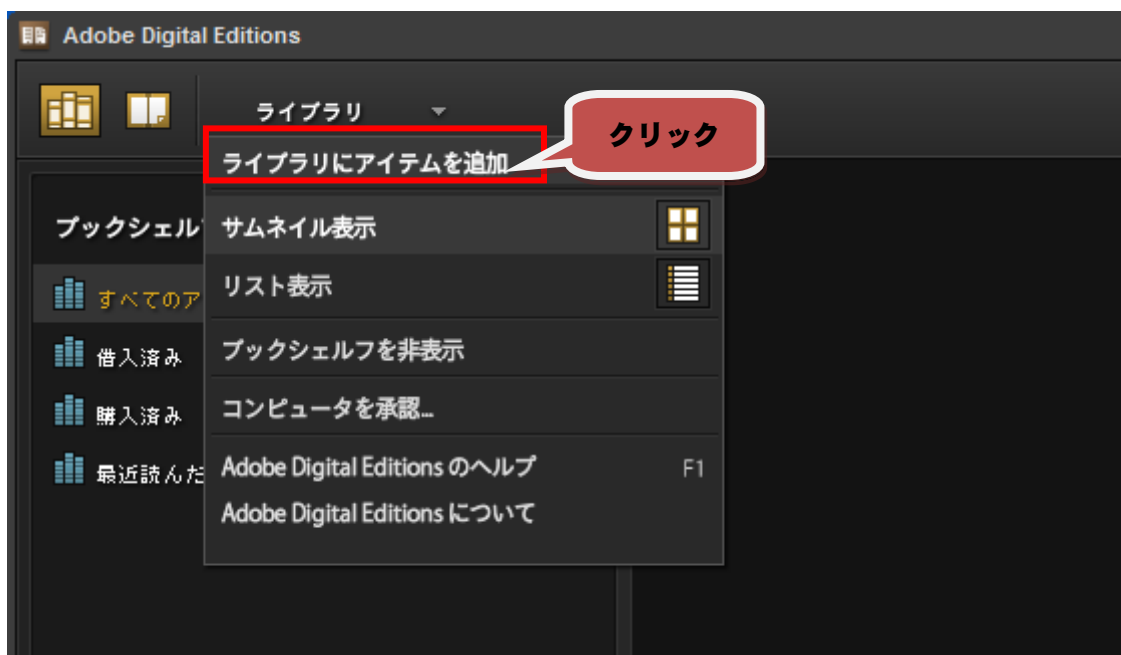 Adobe Digital Editions
ライブラリ
クリック
ライブラリにアイテムを追加
ブックシェル
サムネイル表示
すべてのア
リスト表示
借入済み
ブックシェルフを非表示
購入済み
コンピュータを承認...
最近読んだ
Adobe Digital Editions のヘルプ F1
Adobe Digital Editions について